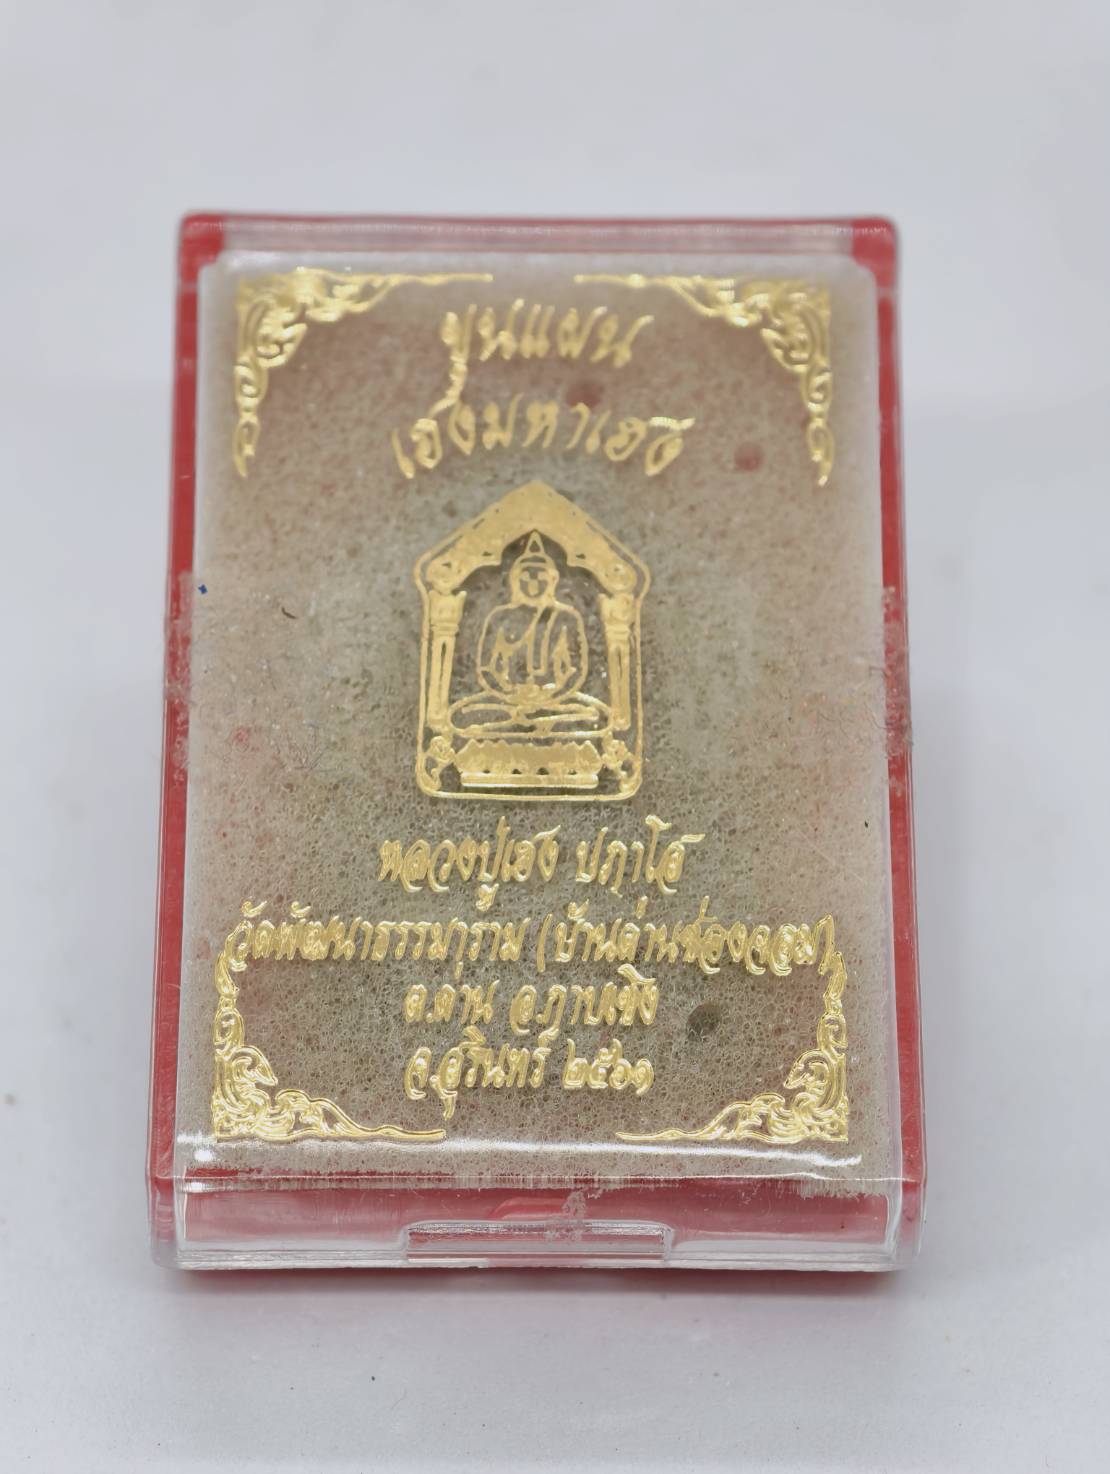 ขุนแผน
เฮงมหาเฮง
หลวงปู่เฮง ปภาโส
วัดพัฒนาธรรมาราม (บ้านด่านช่องจอม)
ต.ด่าน อ.กาบเชิง
จ.สุรินทร์ ๒๕๖๑